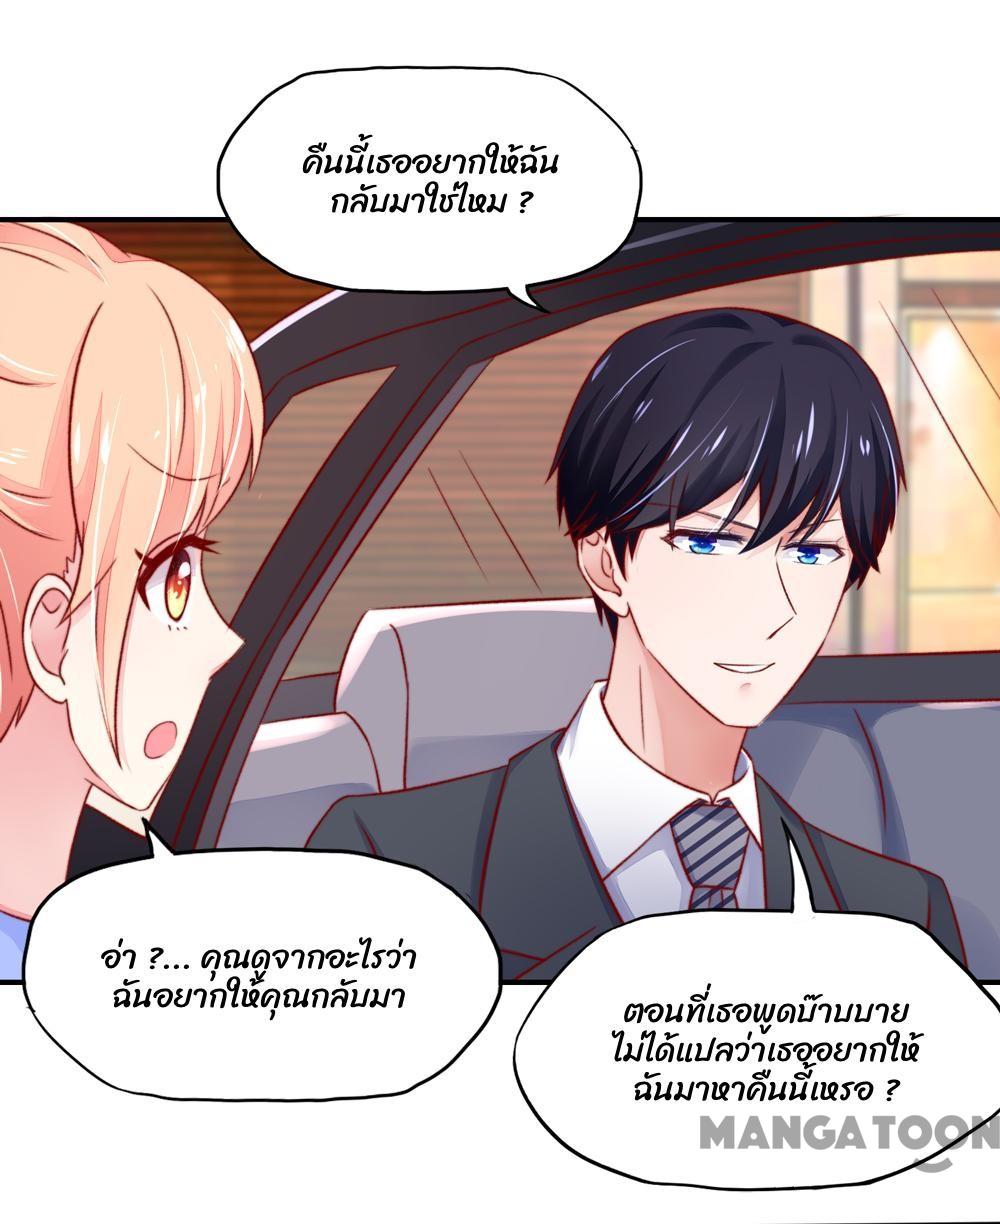 คืนนี้เธออยากให้ฉัน
กลับมาใช่ไหม ?
อ่า ?... คุณดูจากอะไรว่า
ฉันอยากให้คุณกลับมา
ตอนที่เธอพูดบ๊าบบาย
ไม่ได้แปลว่าเธออยากให้
ฉันมาหาคืนนี้เหรอ ?
MANGATOON